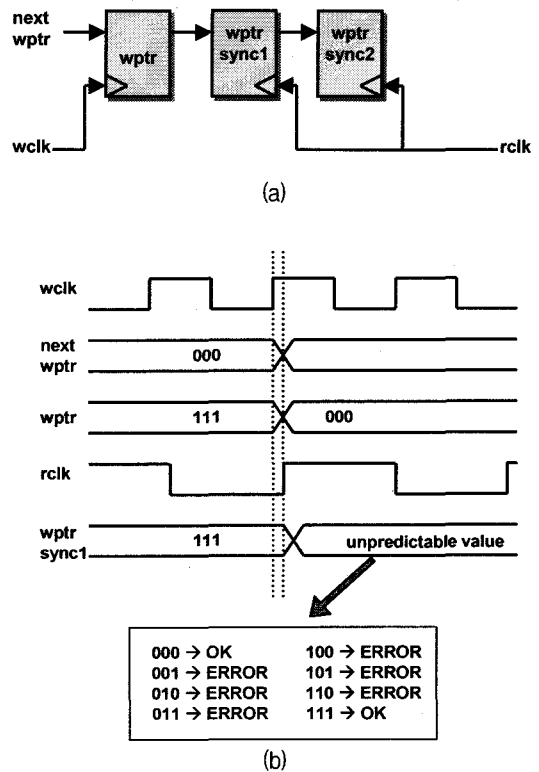 next
wptr
wptr
wptr
sync1
wptr
sync2
wclk
rclk
(a)
wclk
next
wptr
000
wptr
111
000
rclk
wptr
sync1
111
unpredictable value
000 → OK
100 → ERROR
001 → ERROR
101 → ERROR
010 → ERROR
110 → ERROR
011 → ERROR
111 → OK
(b)